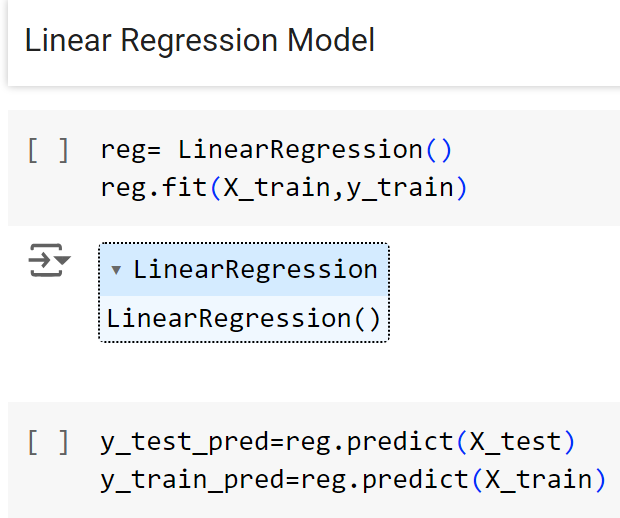 Linear Regression Model
[ ] reg= LinearRegression()
reg.fit(X_train,y_train)
▾ LinearRegression
LinearRegression()
[ ] y_test_pred=reg.predict(X_test)
y_train_pred=reg.predict(X_train)